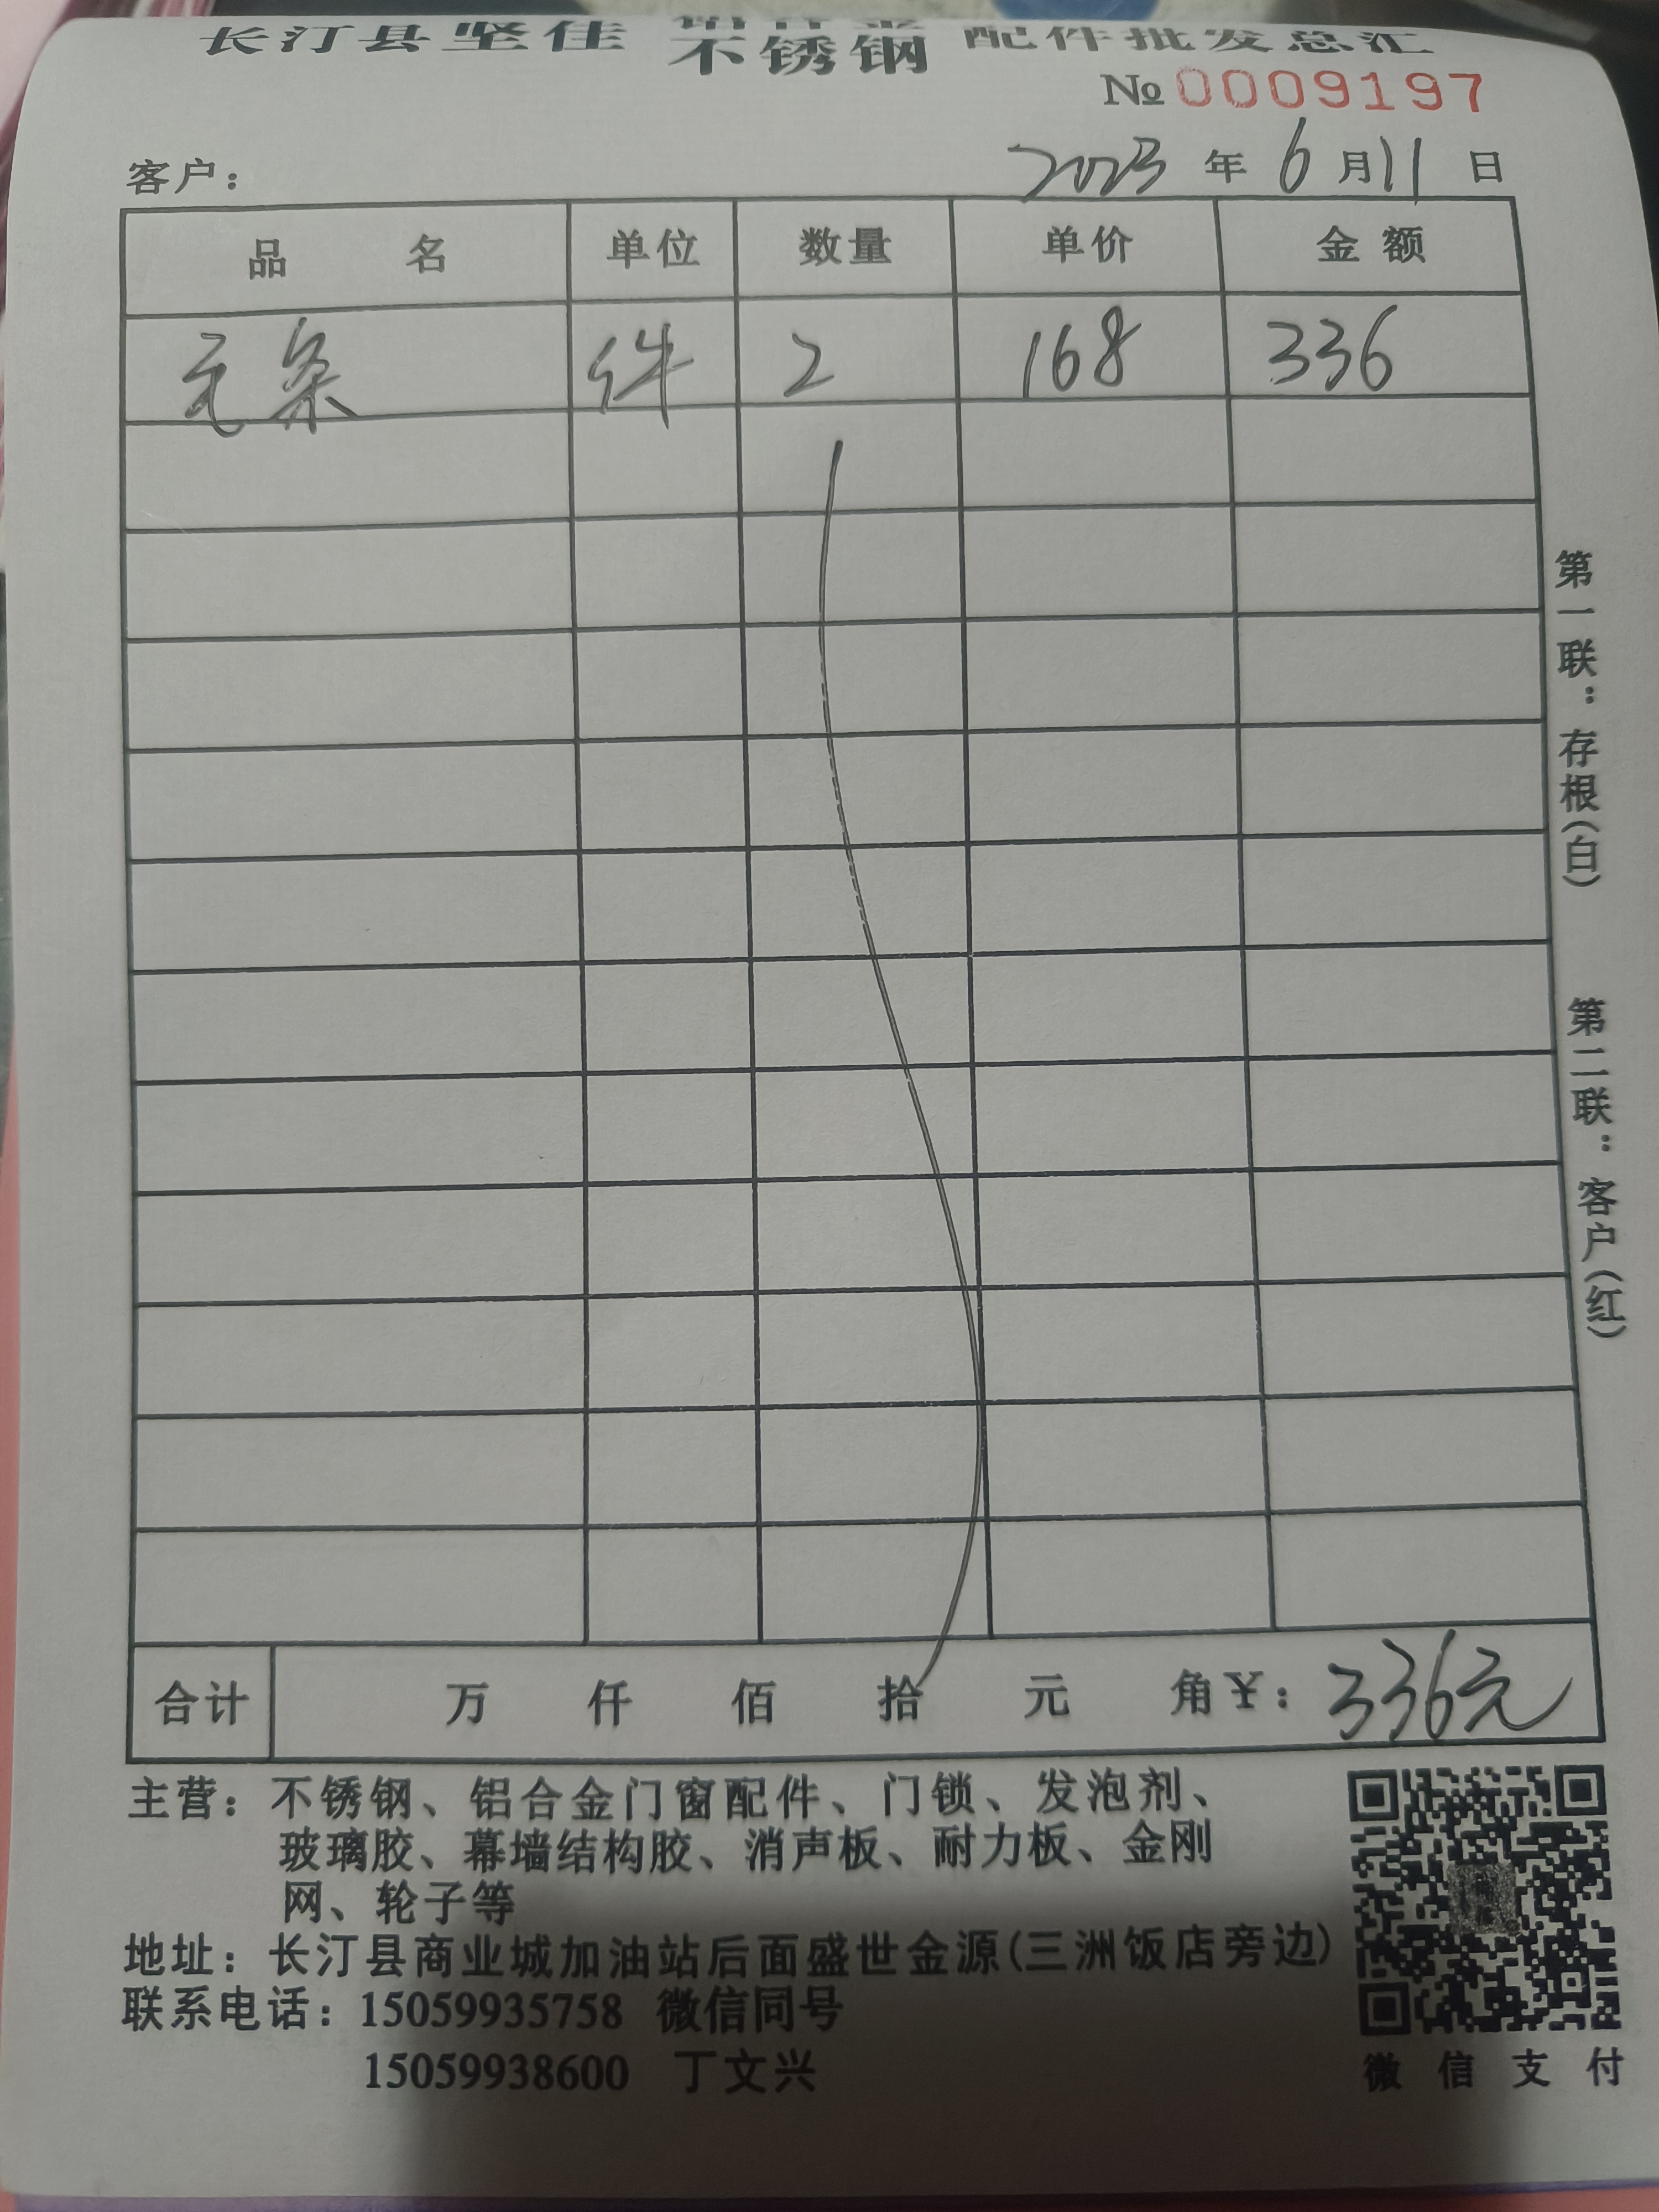 长汀县坚佳 铝合金 不锈钢 配件批发总汇
№ 0009197
客户： 2023 年 6 月 11 日
品名 单位 数量 单价 金额
毛条 件 2 168 336
合计 万 仟 佰 拾 元 角 ¥： 336元
主营：不锈钢、铝合金门窗配件、门锁、发泡剂、
玻璃胶、幕墙结构胶、消声板、耐力板、金刚
网、轮子等
地址：长汀县商业城加油站后面盛世金源(三洲饭店旁边)
联系电话：15059935758 微信同号
15059938600 丁文兴
微信支付
第一联：存根(白) 第二联：客户(红)